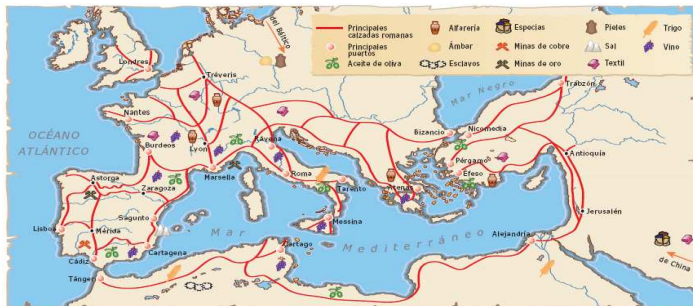 Principales
calzadas romanas
Principales
puertos
Aceite de oliva
Alfarería
Ámbar
Esclavos
Especias
Minas de cobre
Minas de oro
Pieles
Sal
Textil
Trigo
Vino
del Báltico
Londres
Tréveris
Nantes
OCÉANO
ATLÁNTICO
Burdeos
Lyon
Rávena
Mar Negro
Trabzón
Bizancio
Nicomedia
Astorga
Zaragoza
Marsella
Roma
Tarento
Atenas
Pérgamo
Éfeso
Antioquía
Lisboa
Mérida
Sagunto
Messina
Jerusalén
Cádiz
Cartagena
Cartago
Mar Mediterráneo
Alejandría
Tánger
de China